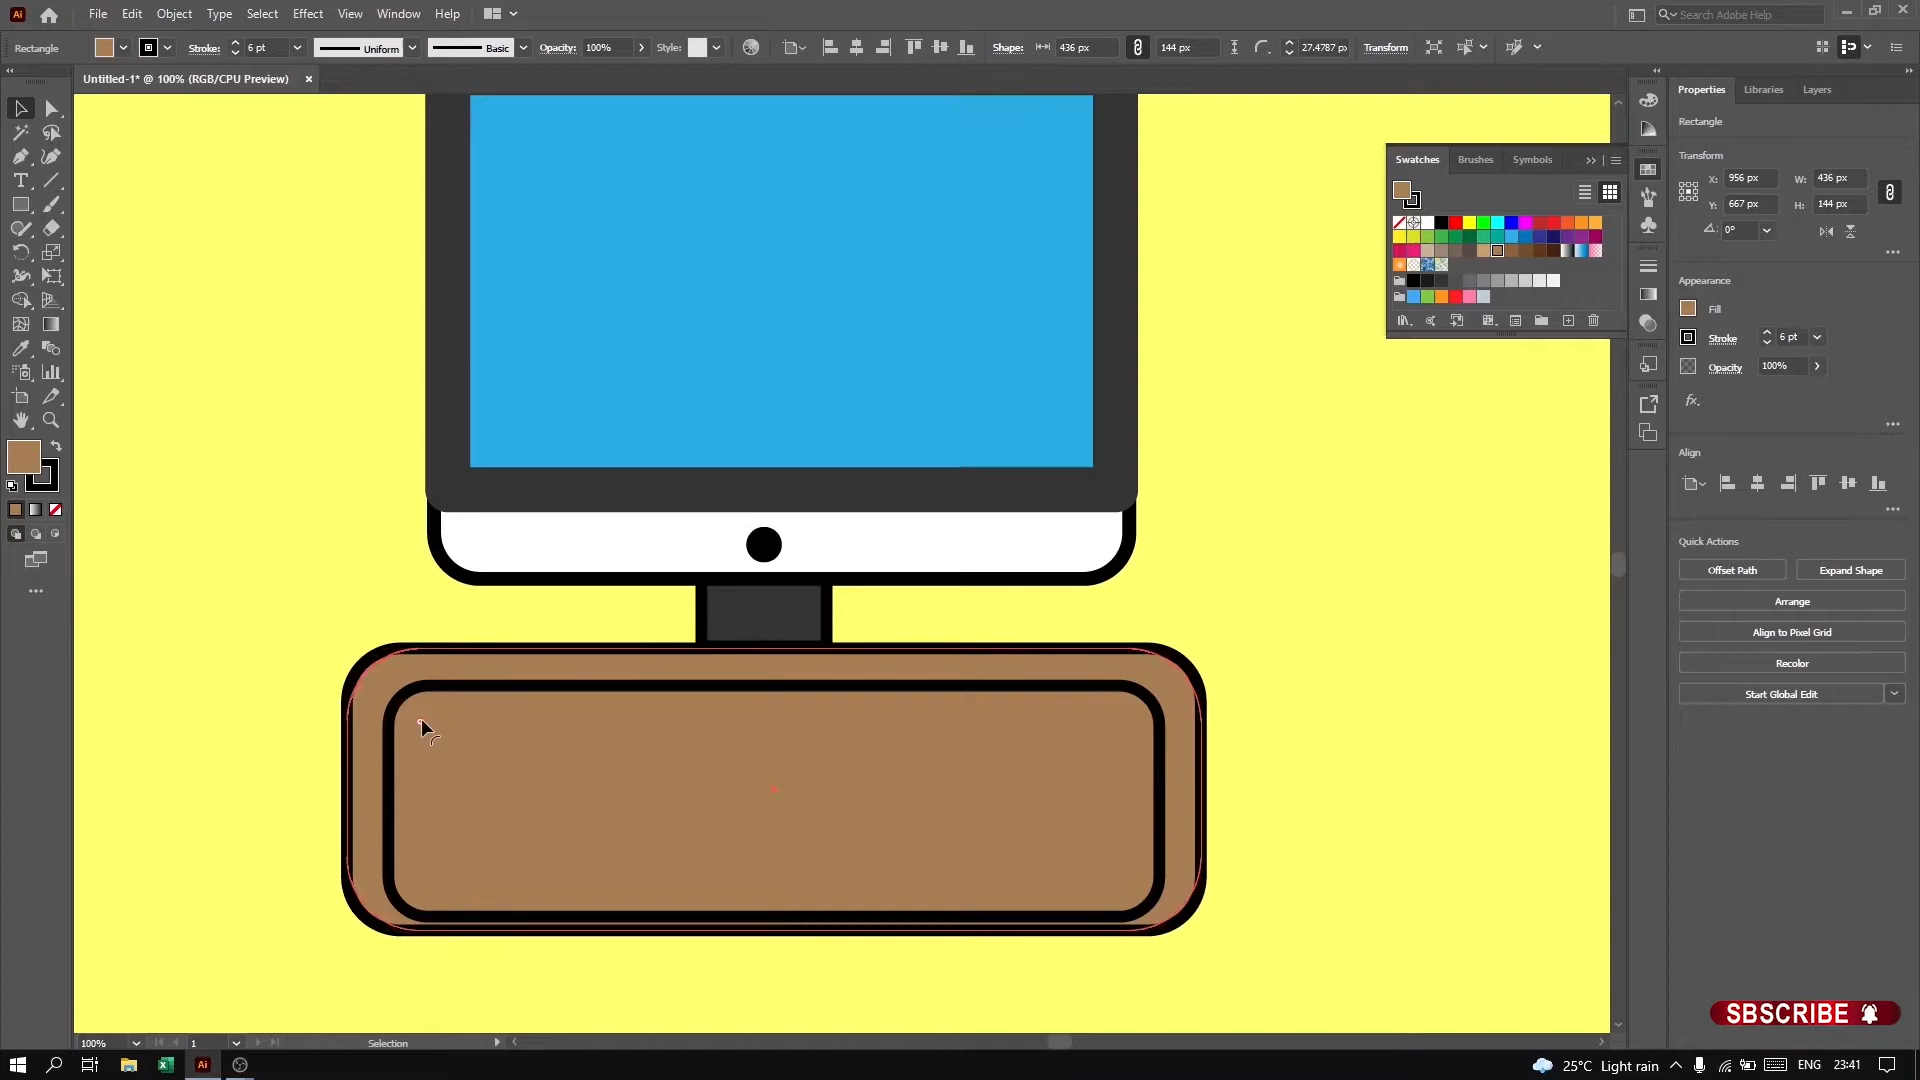 Ai File Edit Object Type Select Effect View Window Help Search Adobe Help
Rectangle Stroke: 6 pt Uniform Basic Opacity: 100% Style: Shape: 436 px 144 px 27.4787 px Transform
Untitled-1* @ 100% (RGB/CPU Preview)
Properties Libraries Layers
Rectangle
Transform
X: 956 px W: 436 px
Y: 667 px H: 144 px
0°
Swatches Brushes Symbols
Appearance
Fill
Stroke 6 pt
Opacity 100%
fx.
Align
Quick Actions
Offset Path Expand Shape
Arrange
Align to Pixel Grid
Recolor
Start Global Edit
SBSCRIBE
100% 1 Selection
Ai 25°C Light rain ENG 23:41